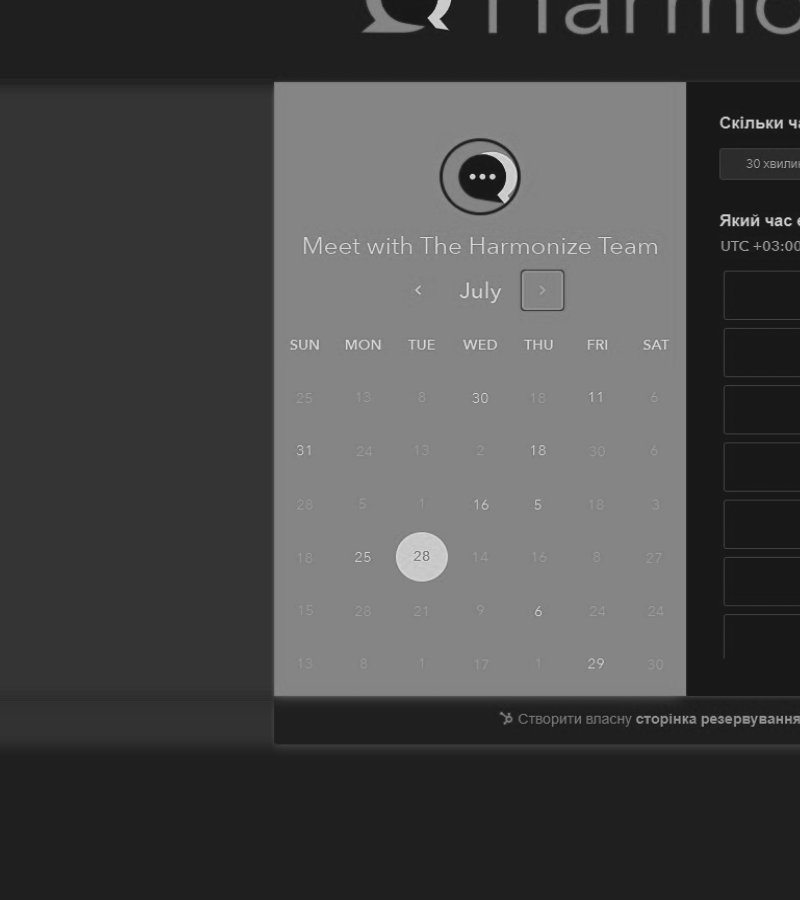 Harmo
Meet with The Harmonize Team
July
SUN MON TUE WED THU FRI SAT
25 13 8 30 18 11 6
31 24 13 2 18 30 6
28 5 1 16 5 18 3
18 25 28 14 16 8 27
15 28 21 9 6 24 24
13 8 1 17 1 29 30
Скільки ча
30 хвилин
Який час є
UTC +03:00
Створити власну сторінка резервування